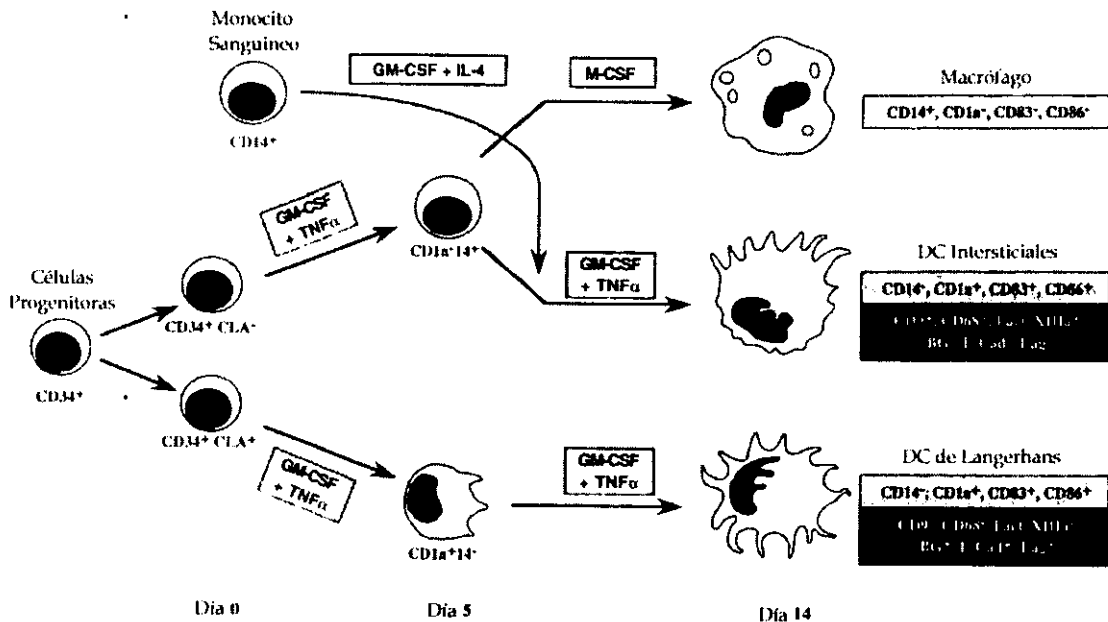 Monocito
Sanguineo
CD14⁺
GM-CSF + IL-4
M-CSF
Macrófago
CD14⁺, CD1a⁻, CD83⁻, CD86⁻
GM-CSF
+ TNFα
CD1a⁻14⁺
GM-CSF
+ TNFα
DC Intersticiales
CD14⁻, CD1a⁺, CD83⁺, CD86⁺
Células
Progenitoras
CD34⁺
CD34⁺ CLA⁻
CD34⁺ CLA⁺
GM-CSF
+ TNFα
CD1a⁺14⁻
GM-CSF
+ TNFα
DC de Langerhans
CD14⁻; CD1a⁺, CD83⁺, CD86⁺
Día 0
Día 5
Día 14